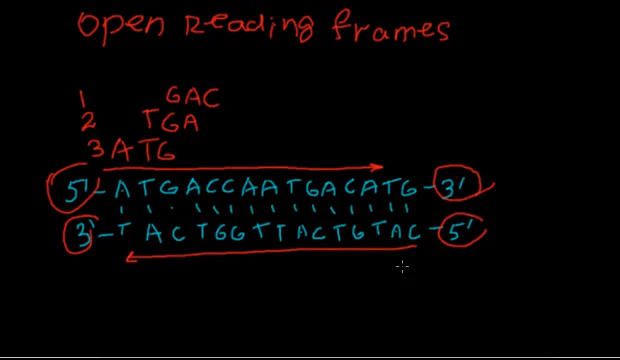 Open Reading frames
1 GAC
2 TGA
3 ATG
5'-ATGACCAATGACATG-3'
3'-TACTGGTTACTGTAC-5'